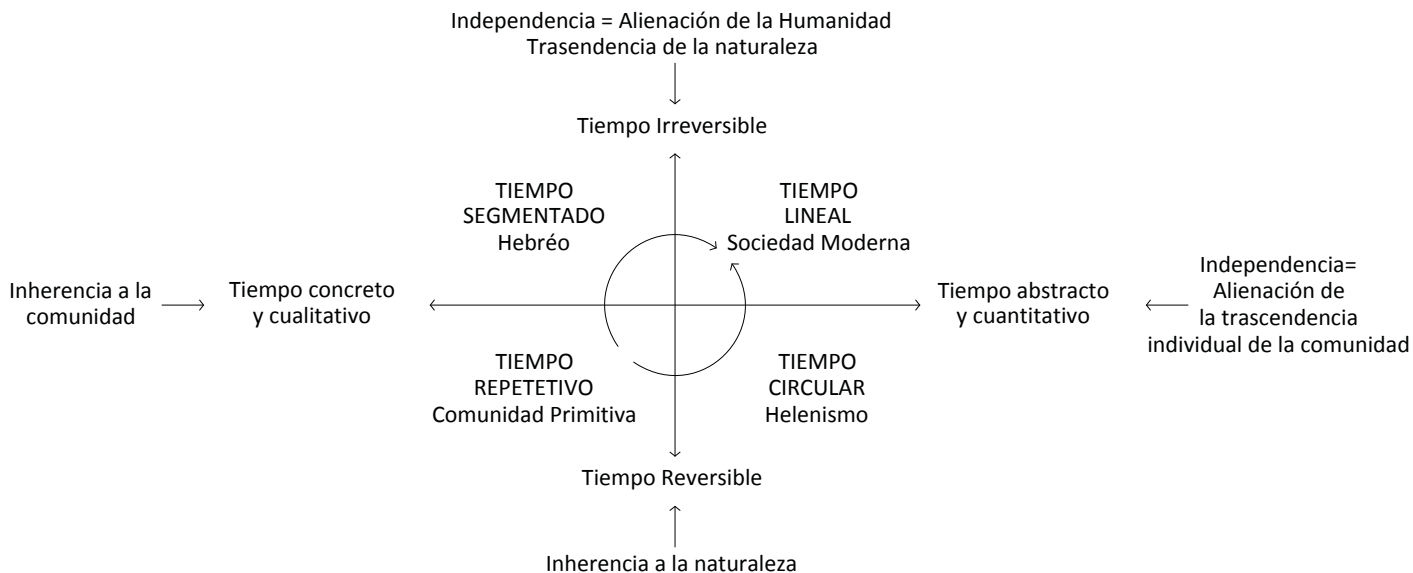 Independencia = Alienación de la Humanidad
Trasendencia de la naturaleza
Tiempo Irreversible
TIEMPO
SEGMENTADO
Hebréo
TIEMPO
LINEAL
Sociedad Moderna
Inherencia a la
comunidad
Tiempo concreto
y cualitativo
Tiempo abstracto
y cuantitativo
Independencia=
Alienación de
la trascendencia
individual de la comunidad
TIEMPO
REPETETIVO
Comunidad Primitiva
TIEMPO
CIRCULAR
Helenismo
Tiempo Reversible
Inherencia a la naturaleza